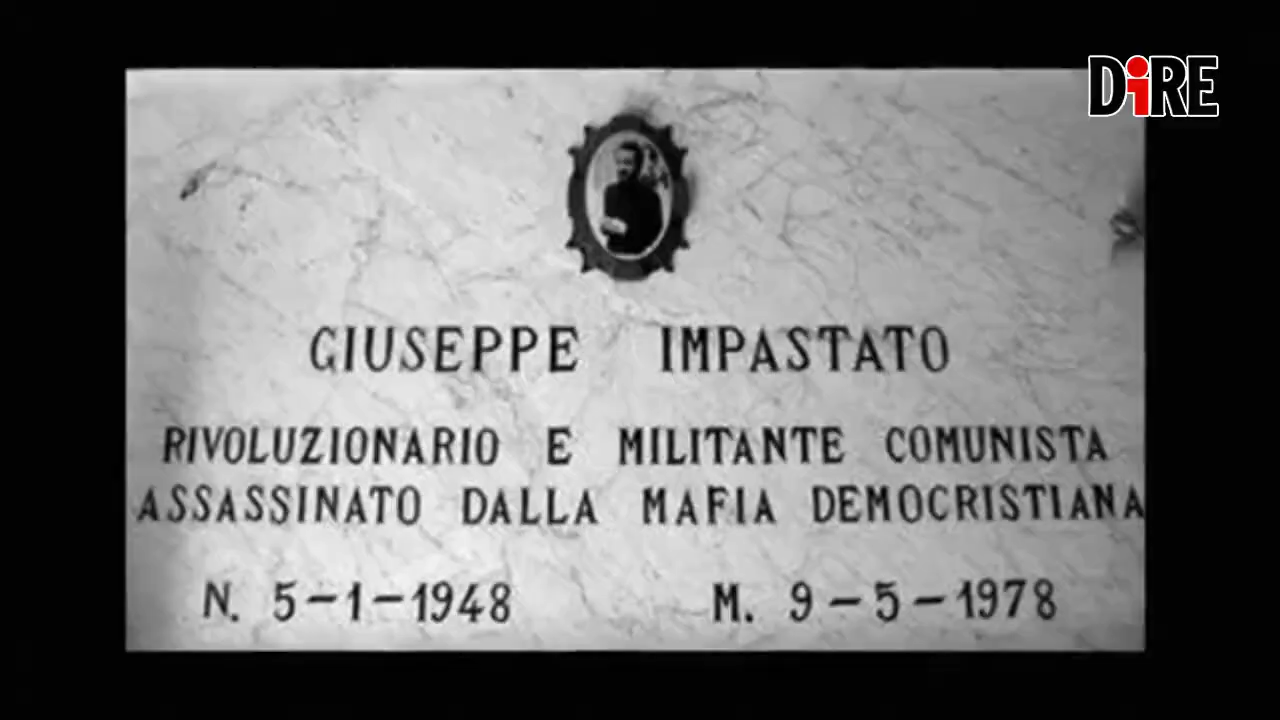 DiRE
GIUSEPPE IMPASTATO
RIVOLUZIONARIO E MILITANTE COMUNISTA
ASSASSINATO DALLA MAFIA DEMOCRISTIANA
N. 5-1-1948 M. 9-5-1978